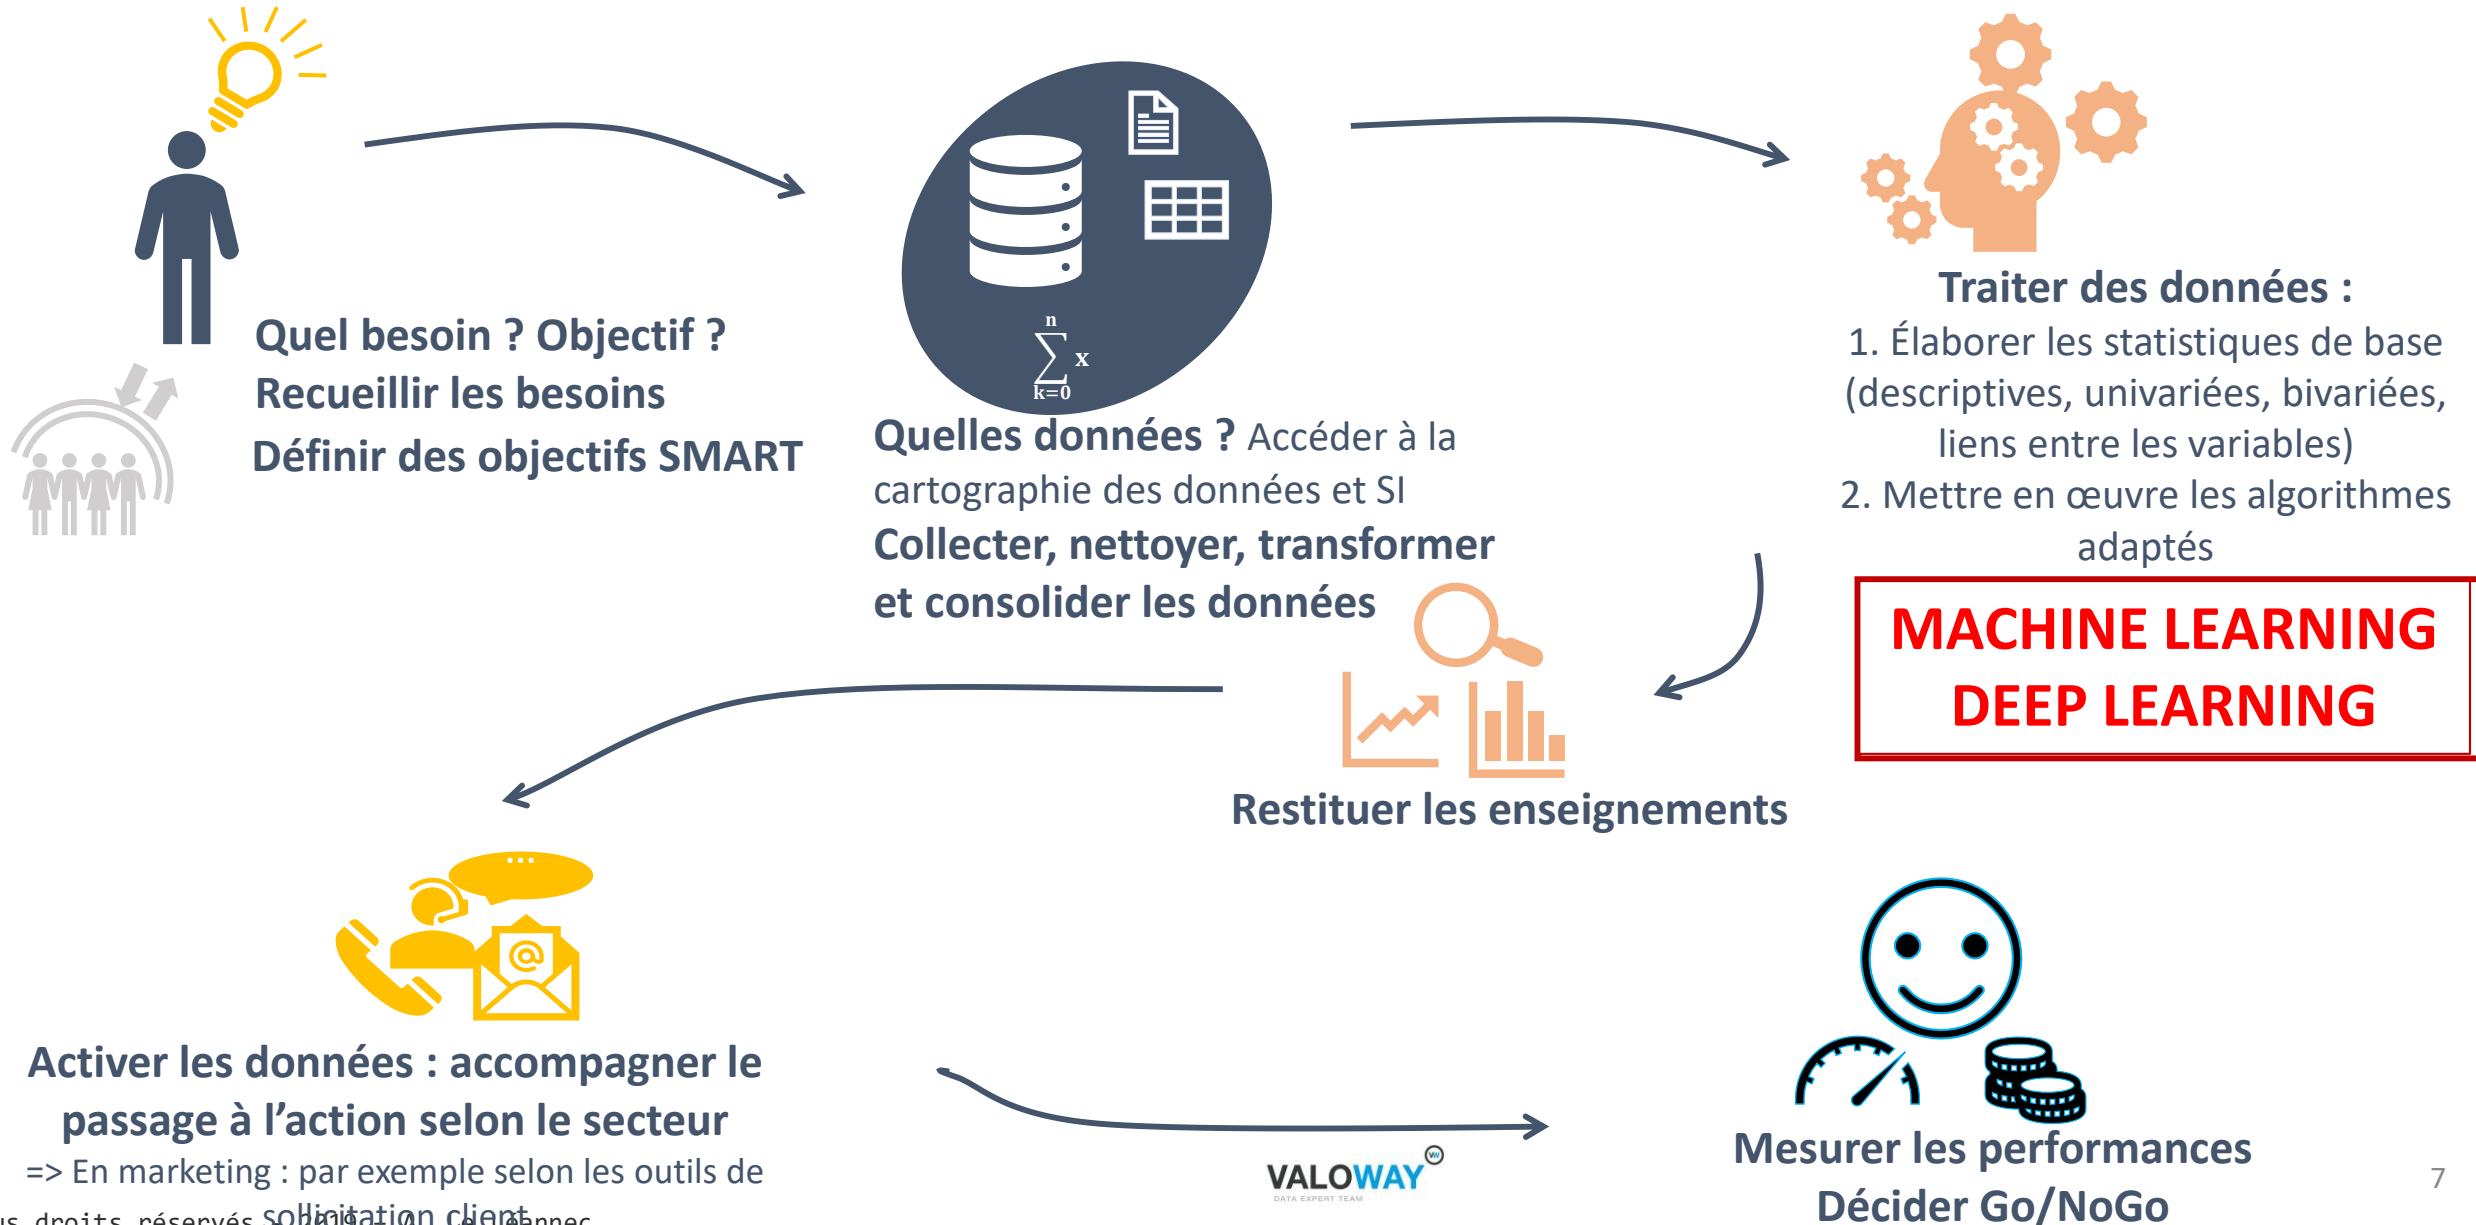 Quel besoin ? Objectif ?
Recueillir les besoins
Définir des objectifs SMART
n
∑ x
k=0
Quelles données ? Accéder à la
cartographie des données et SI
Collecter, nettoyer, transformer
et consolider les données
Traiter des données :
1. Élaborer les statistiques de base
(descriptives, univariées, bivariées,
liens entre les variables)
2. Mettre en œuvre les algorithmes
adaptés
MACHINE LEARNING
DEEP LEARNING
Restituer les enseignements
@
Activer les données : accompagner le
passage à l’action selon le secteur
=> En marketing : par exemple selon les outils de
sollicitation client
droits réservés - 2019 - A.
VALOWAY
DATA EXPERT TEAM
Mesurer les performances
Décider Go/NoGo
7